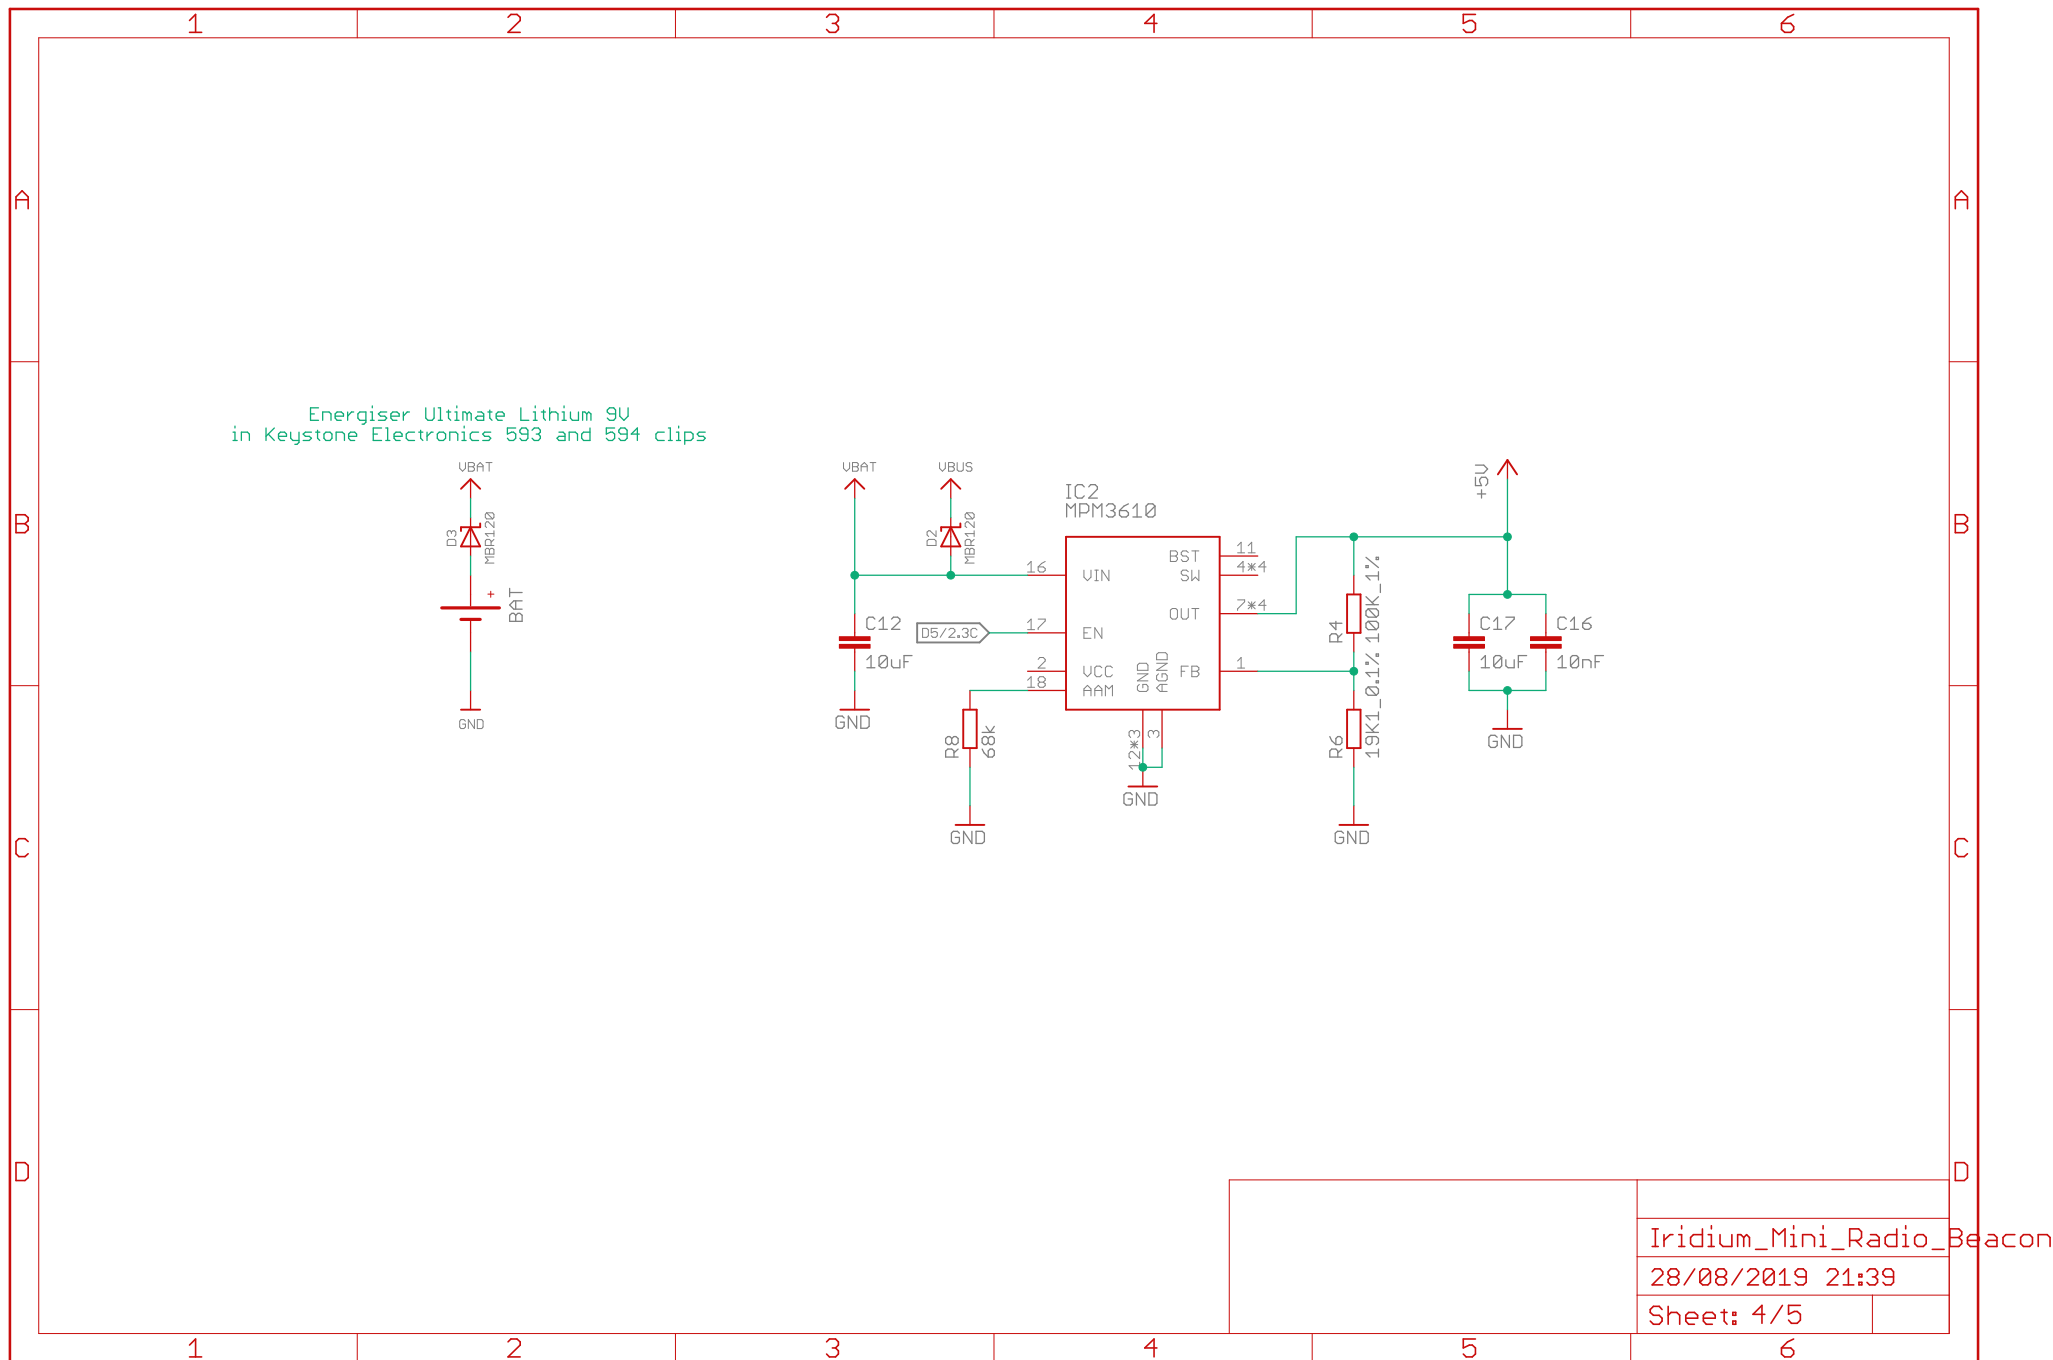 1 2 3 4 5 6
A A
Energiser Ultimate Lithium 9V
in Keystone Electronics 593 and 594 clips
VBAT
D3
MBR120
+
BAT
GND
VBAT
VBUS
D2
MBR120
C12
10uF
GND
D5/2.3C
IC2
MPM3610
16 VIN
17 EN
2 VCC
18 AAM
BST 11
SW 4*4
OUT 7*4
FB 1
GND
AGND
12*3
3
GND
R8
68k
GND
R4
100K_1%
R6
19K1_0.1%
GND
+5V
C17
10uF
C16
10nF
GND
B B
C C
D D
Iridium_Mini_Radio_Beacon
28/08/2019 21:39
Sheet: 4/5
1 2 3 4 5 6